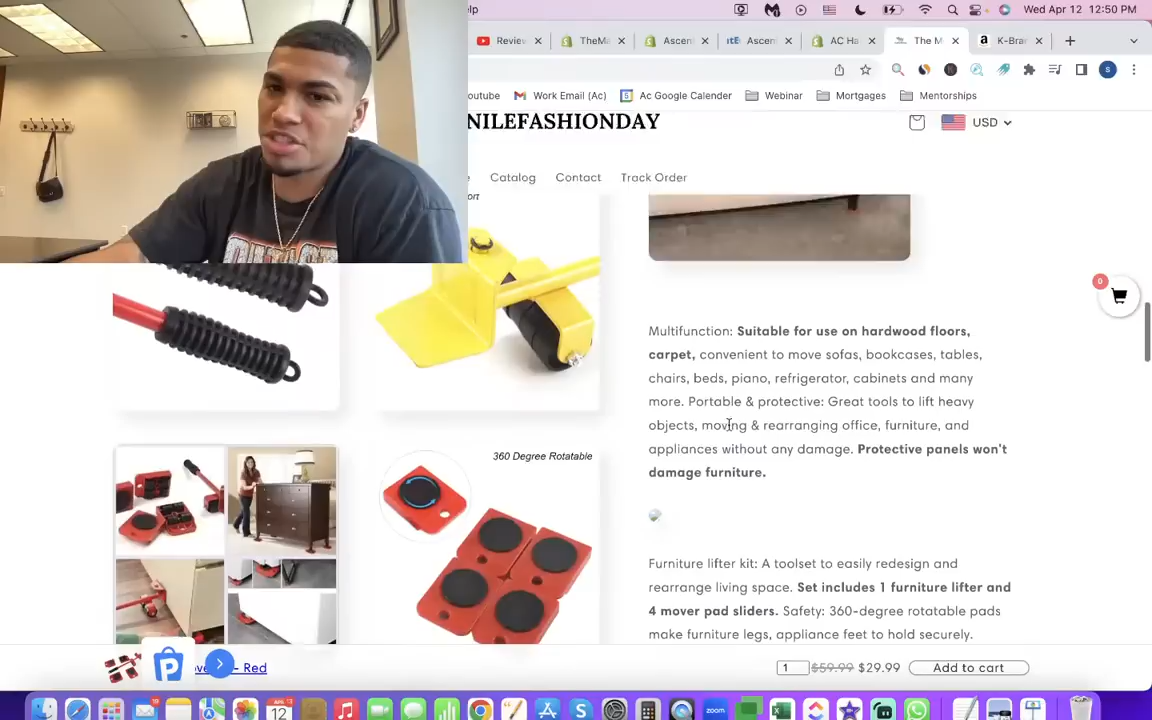 lp
Wed Apr 12 12:50 PM
Review
TheMa
Ascent
Ascen
AC Ha
The M
K-Bran
outube
Work Email (Ac)
Ac Google Calender
Webinar
Mortgages
Mentorships
NILEFASHIONDAY
USD
Catalog
Contact
Track Order
0
Multifunction: Suitable for use on hardwood floors,
carpet, convenient to move sofas, bookcases, tables,
chairs, beds, piano, refrigerator, cabinets and many
more. Portable & protective: Great tools to lift heavy
objects, moving & rearranging office, furniture, and
appliances without any damage. Protective panels won't
damage furniture.
360 Degree Rotatable
Furniture lifter kit: A toolset to easily redesign and
rearrange living space. Set includes 1 furniture lifter and
4 mover pad sliders. Safety: 360-degree rotatable pads
make furniture legs, appliance feet to hold securely.
- Red
1
$59.99 $29.99
Add to cart